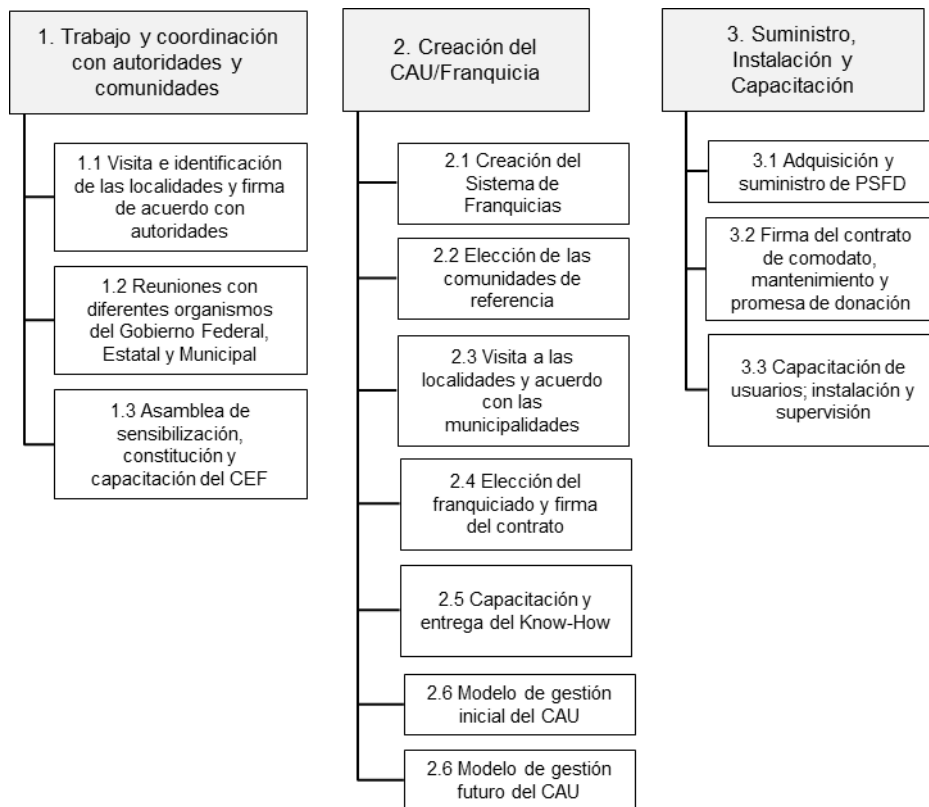 1. Trabajo y coordinación
con autoridades y
comunidades
1.1 Visita e identificación
de las localidades y firma
de acuerdo con
autoridades
1.2 Reuniones con
diferentes organismos
del Gobierno Federal,
Estatal y Municipal
1.3 Asamblea de
sensibilización,
constitución y
capacitación del CEF
2. Creación del
CAU/Franquicia
2.1 Creación del
Sistema de
Franquicias
2.2 Elección de las
comunidades de
referencia
2.3 Visita a las
localidades y acuerdo
con las
municipalidades
2.4 Elección del
franquiciado y firma
del contrato
2.5 Capacitación y
entrega del Know-How
2.6 Modelo de gestión
inicial del CAU
2.6 Modelo de gestión
futuro del CAU
3. Suministro,
Instalación y
Capacitación
3.1 Adquisición y
suministro de PSFD
3.2 Firma del contrato
de comodato,
mantenimiento y
promesa de donación
3.3 Capacitación de
usuarios; instalación y
supervisión